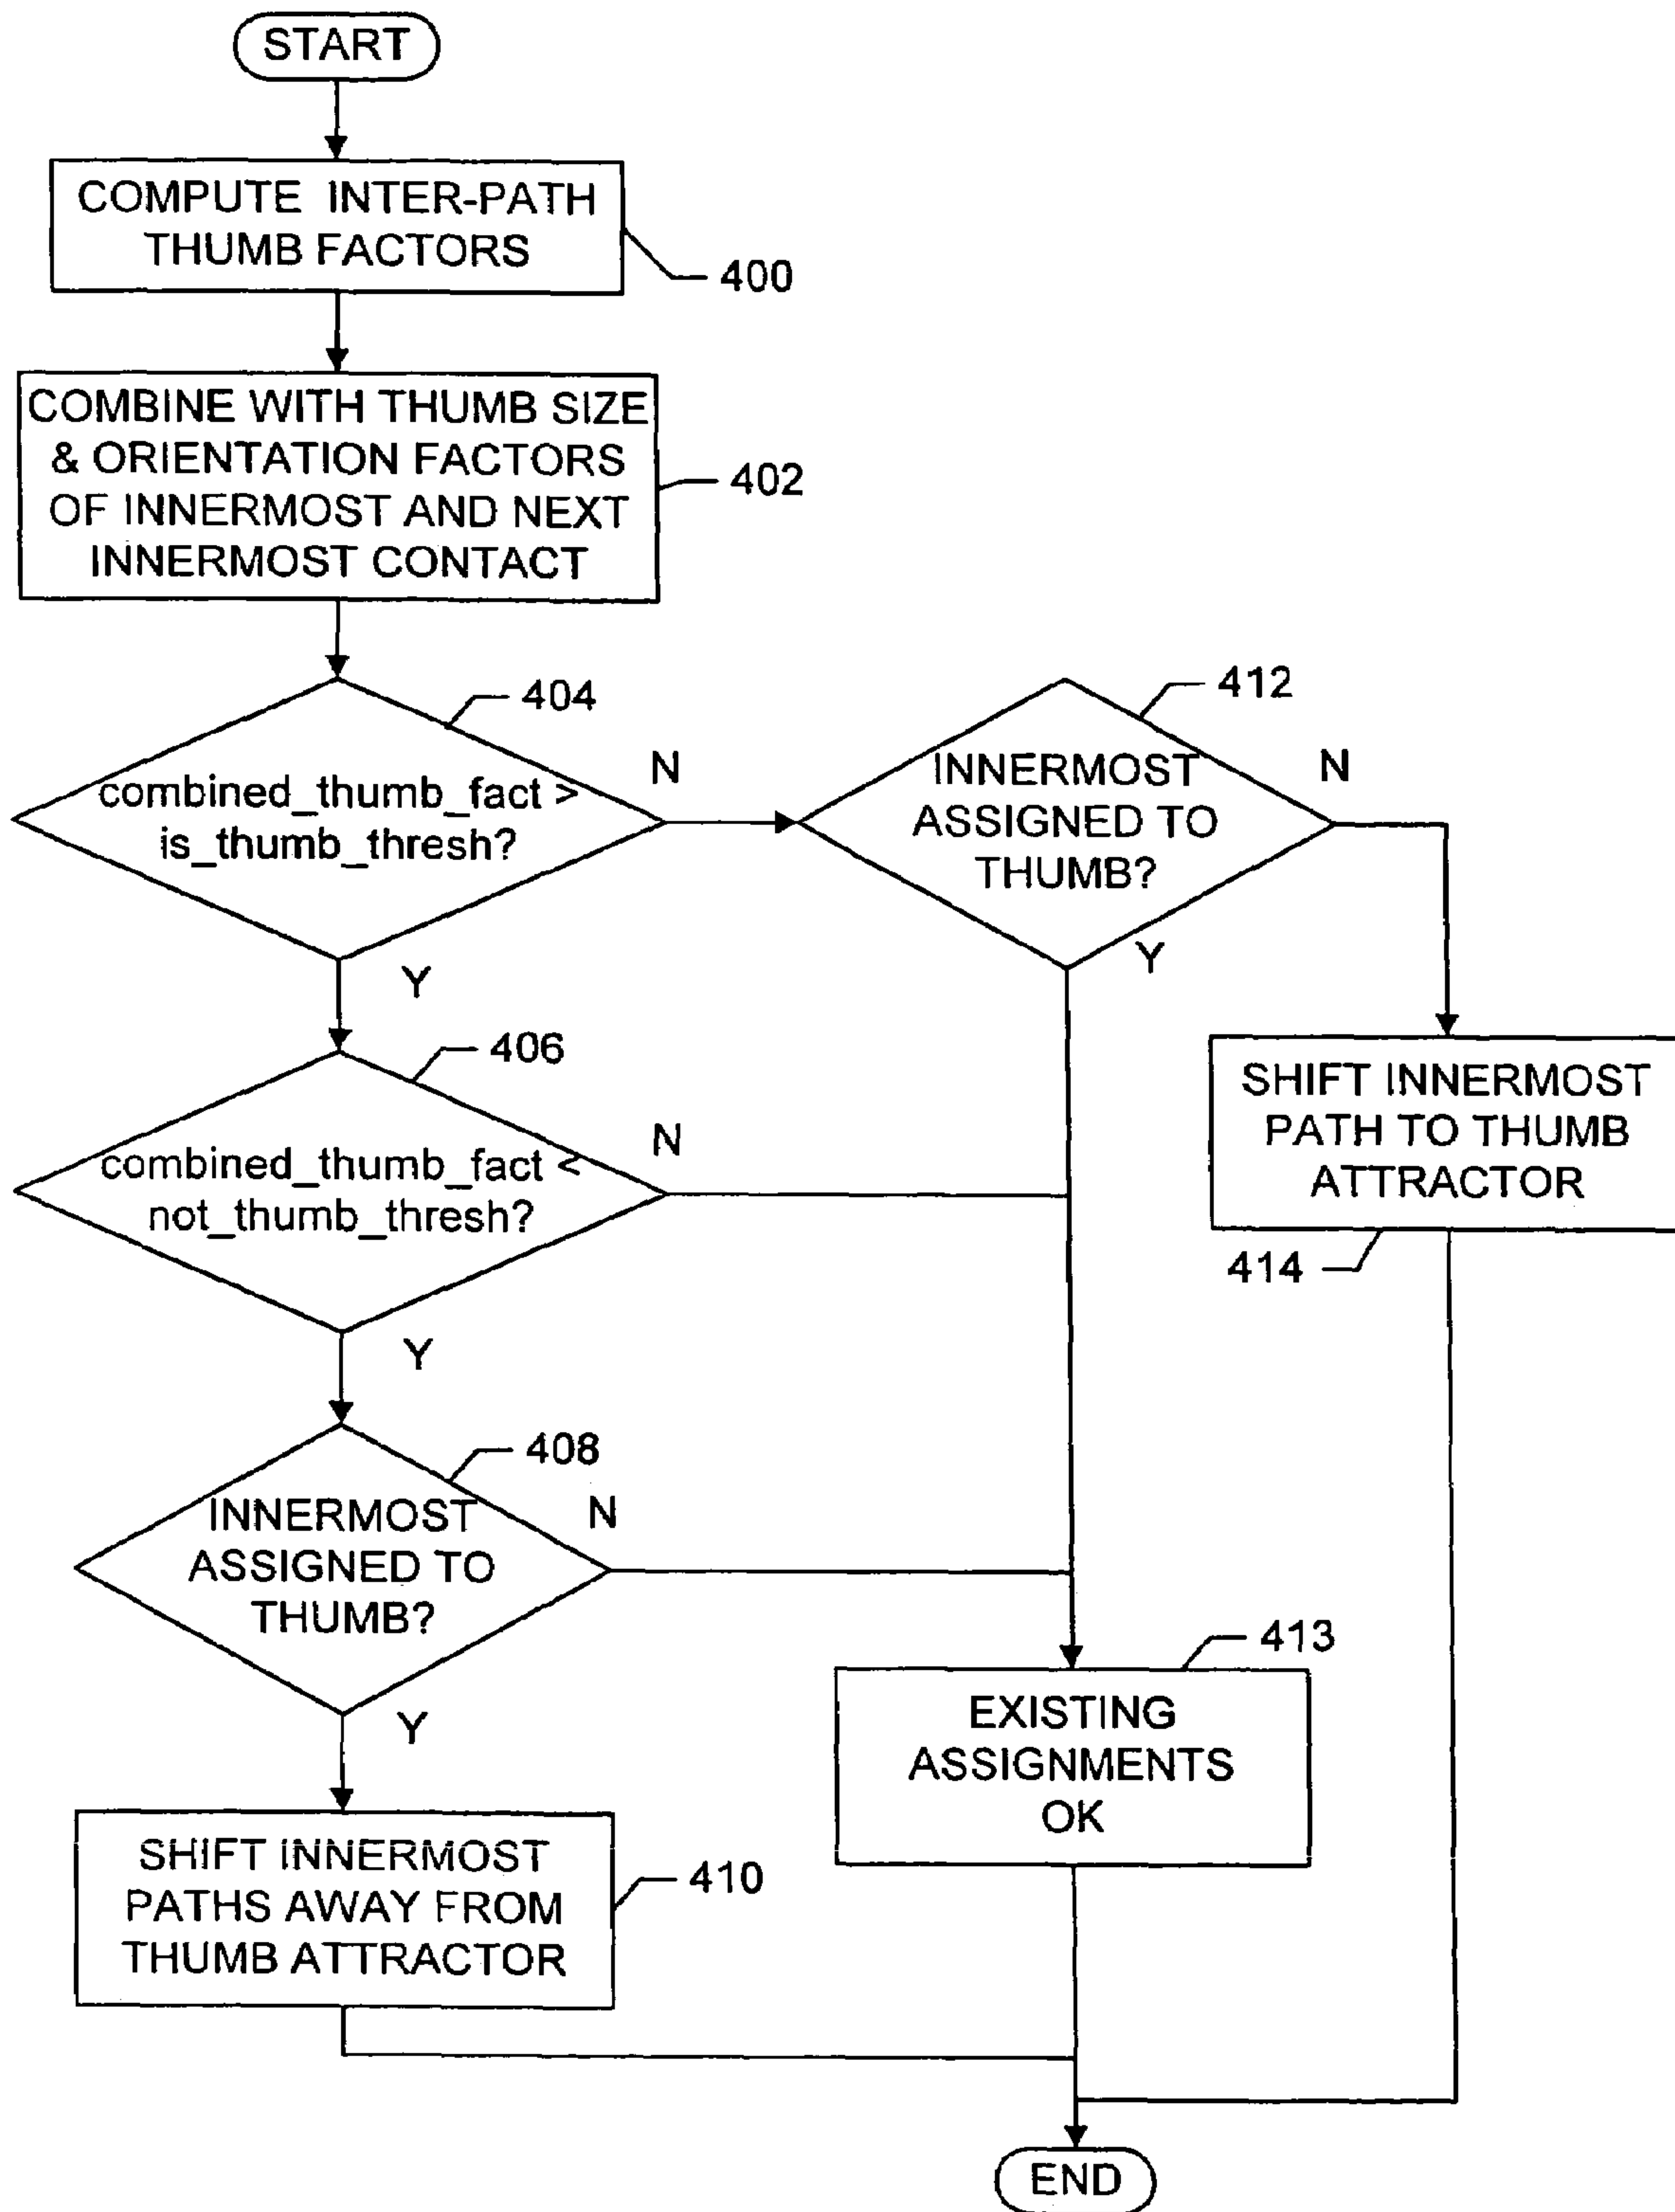 START
COMPUTE INTER-PATH
THUMB FACTORS
400
COMBINE WITH THUMB SIZE
& ORIENTATION FACTORS
OF INNERMOST AND NEXT
INNERMOST CONTACT
402
404
combined_thumb_fact >
is_thumb_thresh?
N
Y
412
INNERMOST
ASSIGNED TO
THUMB?
N
Y
406
combined_thumb_fact <
not_thumb_thresh?
N
Y
SHIFT INNERMOST
PATH TO THUMB
ATTRACTOR
414
408
INNERMOST
ASSIGNED TO
THUMB?
N
Y
413
EXISTING
ASSIGNMENTS
OK
SHIFT INNERMOST
PATHS AWAY FROM
THUMB ATTRACTOR
410
END